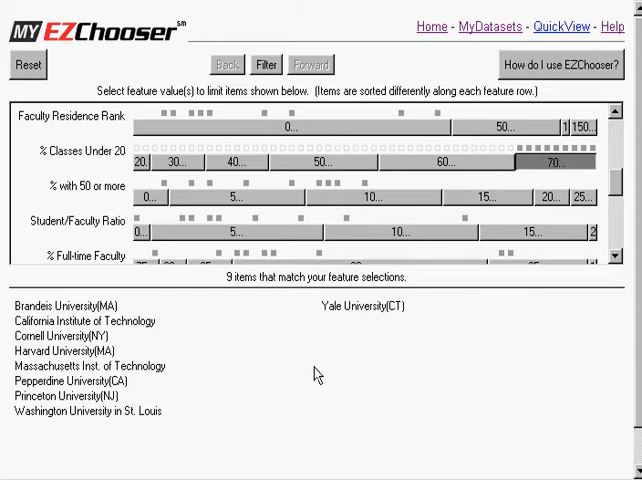 MY EZChooser℠
Home - MyDatasets - QuickView - Help
Reset Back Filter Forward How do I use EZChooser?
Select feature value(s) to limit items shown below. (Items are sorted differently along each feature row.)
Faculty Residence Rank
0... 50... 1 150...
% Classes Under 20
20. 30... 40... 50... 60... 70...
% with 50 or more
0... 5... 10... 15... 20... 25...
Student/Faculty Ratio
0... 5... 10... 15... 2
% Full-time Faculty
9 items that match your feature selections.
Brandeis University(MA) Yale University(CT)
California Institute of Technology
Cornell University(NY)
Harvard University(MA)
Massachusetts Inst. of Technology
Pepperdine University(CA)
Princeton University(NJ)
Washington University in St. Louis